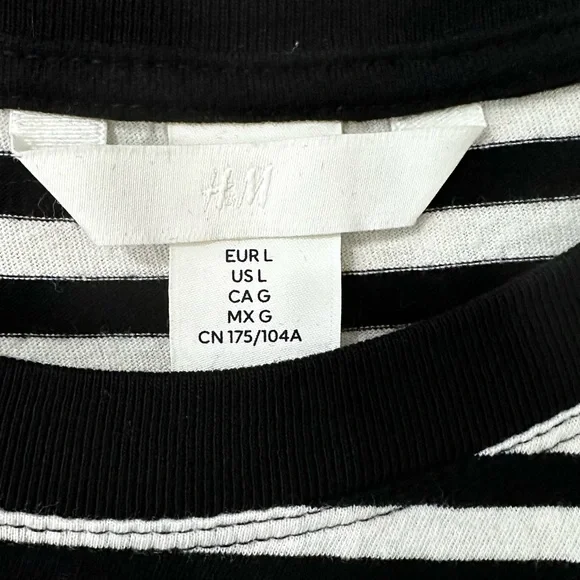 H&M
EUR L
US L
CA G
MX G
CN 175/104A